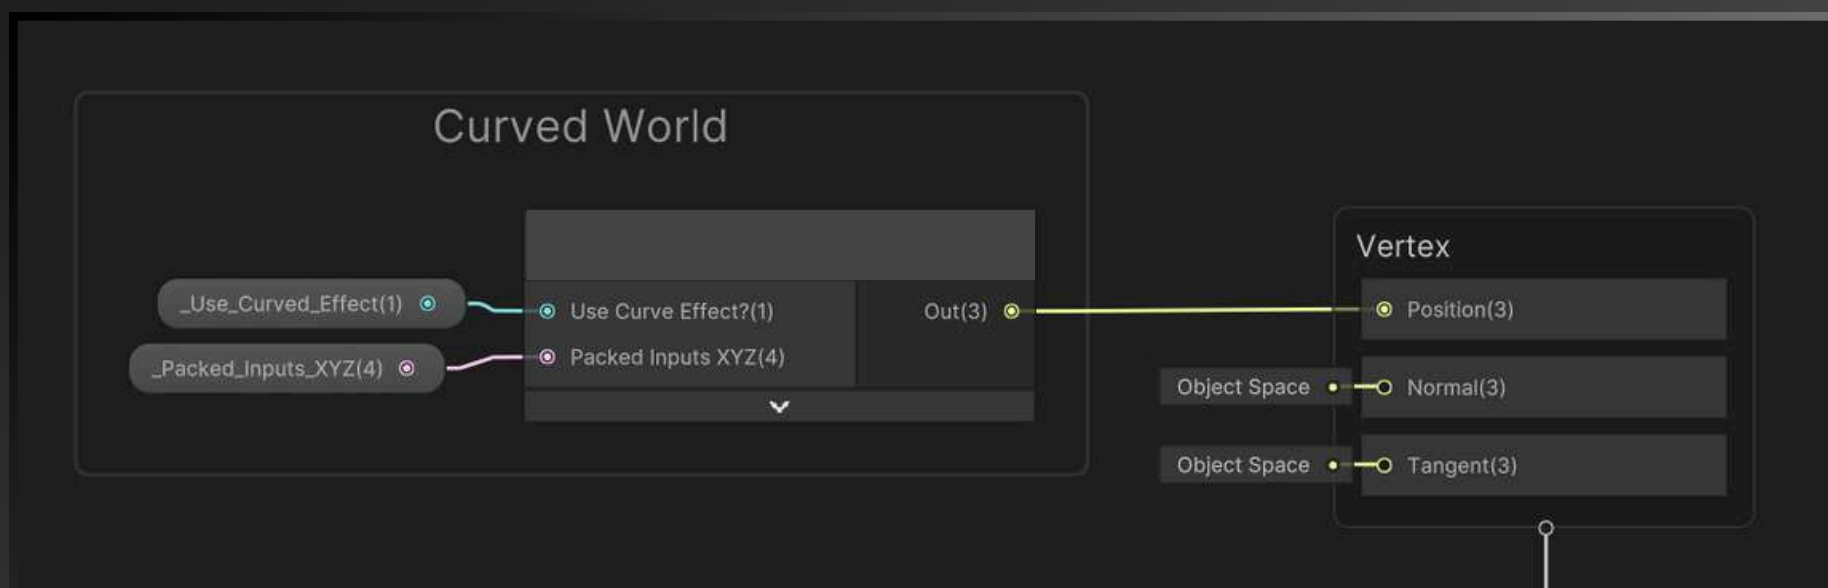 Curved World
_Use_Curved_Effect(1)
_Packed_Inputs_XYZ(4)
Use Curve Effect?(1)
Packed Inputs XYZ(4)
Out(3)
Vertex
Position(3)
Object Space
Normal(3)
Object Space
Tangent(3)